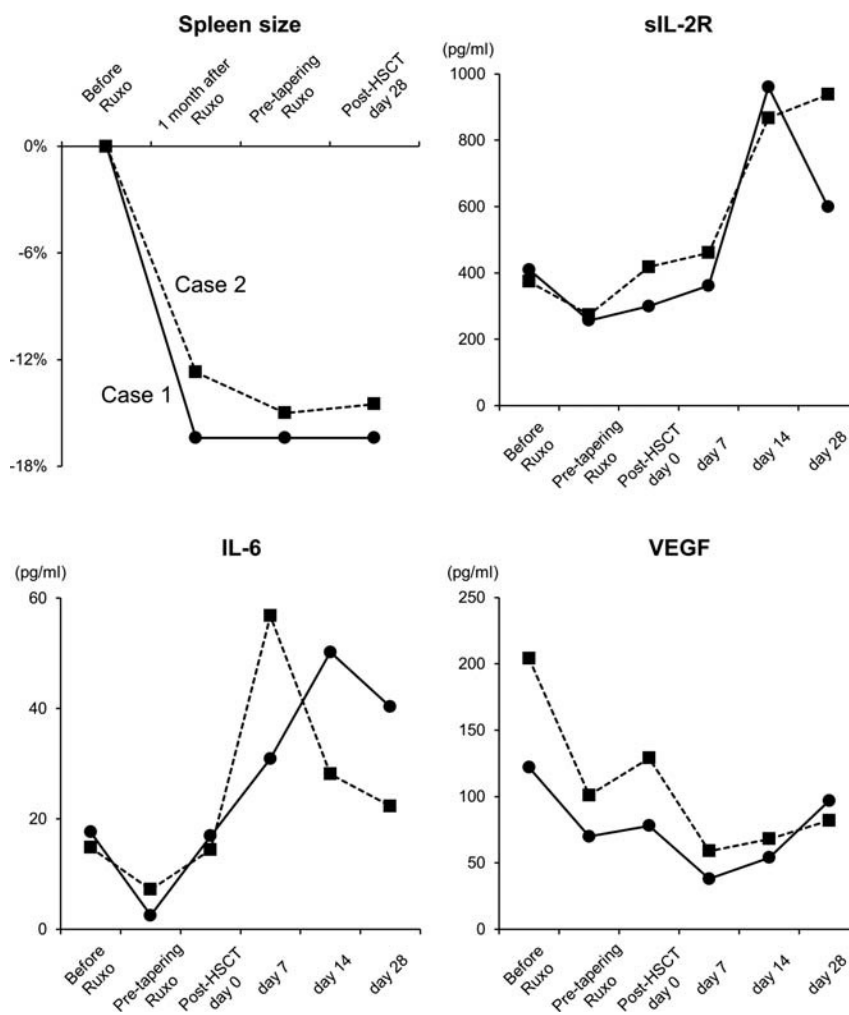 Spleen size
Before
Ruxo
1 month after
Ruxo
Pre-tapering
Ruxo
Post-HSCT
day 28
0%
-6%
-12%
-18%
Case 2
Case 1
sIL-2R
(pg/ml)
1000
800
600
400
200
0
Before
Ruxo
Pre-tapering
Ruxo
Post-HSCT
day 0
day 7
day 14
day 28
IL-6
(pg/ml)
60
40
20
0
Before
Ruxo
Pre-tapering
Ruxo
Post-HSCT
day 0
day 7
day 14
day 28
VEGF
(pg/ml)
250
200
150
100
50
0
Before
Ruxo
Pre-tapering
Ruxo
Post-HSCT
day 0
day 7
day 14
day 28